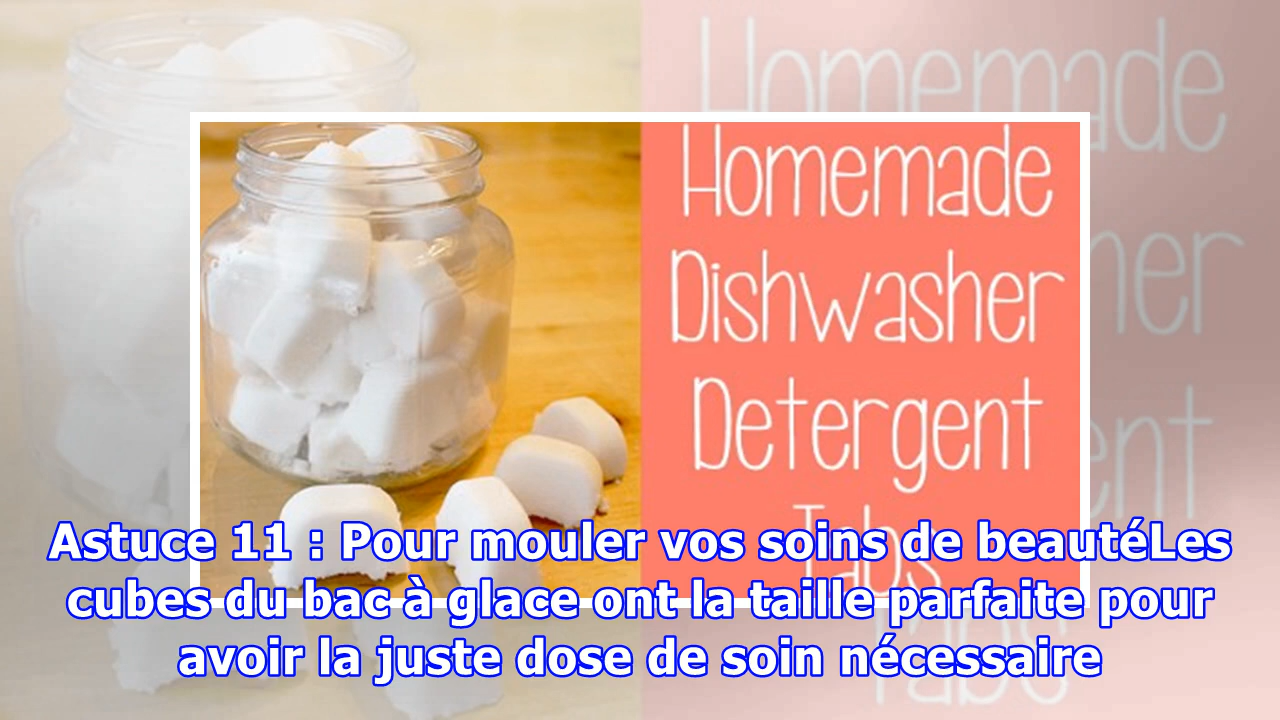 Homemade
Dishwasher
Detergent
Tabs
Astuce 11 : Pour mouler vos soins de beautéLes
cubes du bac à glace ont la taille parfaite pour
avoir la juste dose de soin nécessaire